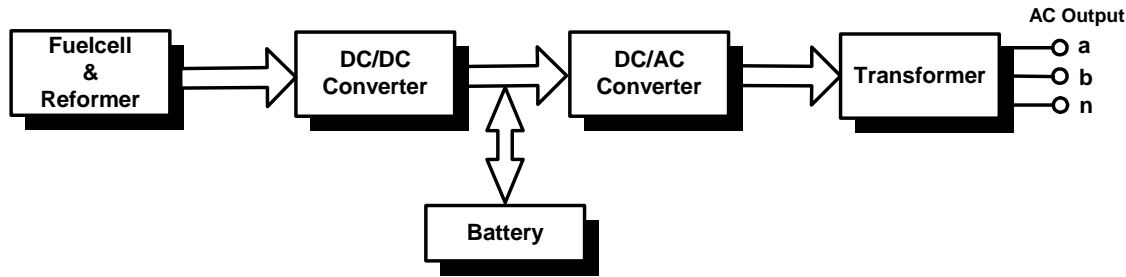 AC Output
Fuelcell
&
Reformer
DC/DC
Converter
DC/AC
Converter
Transformer
a
b
n
Battery